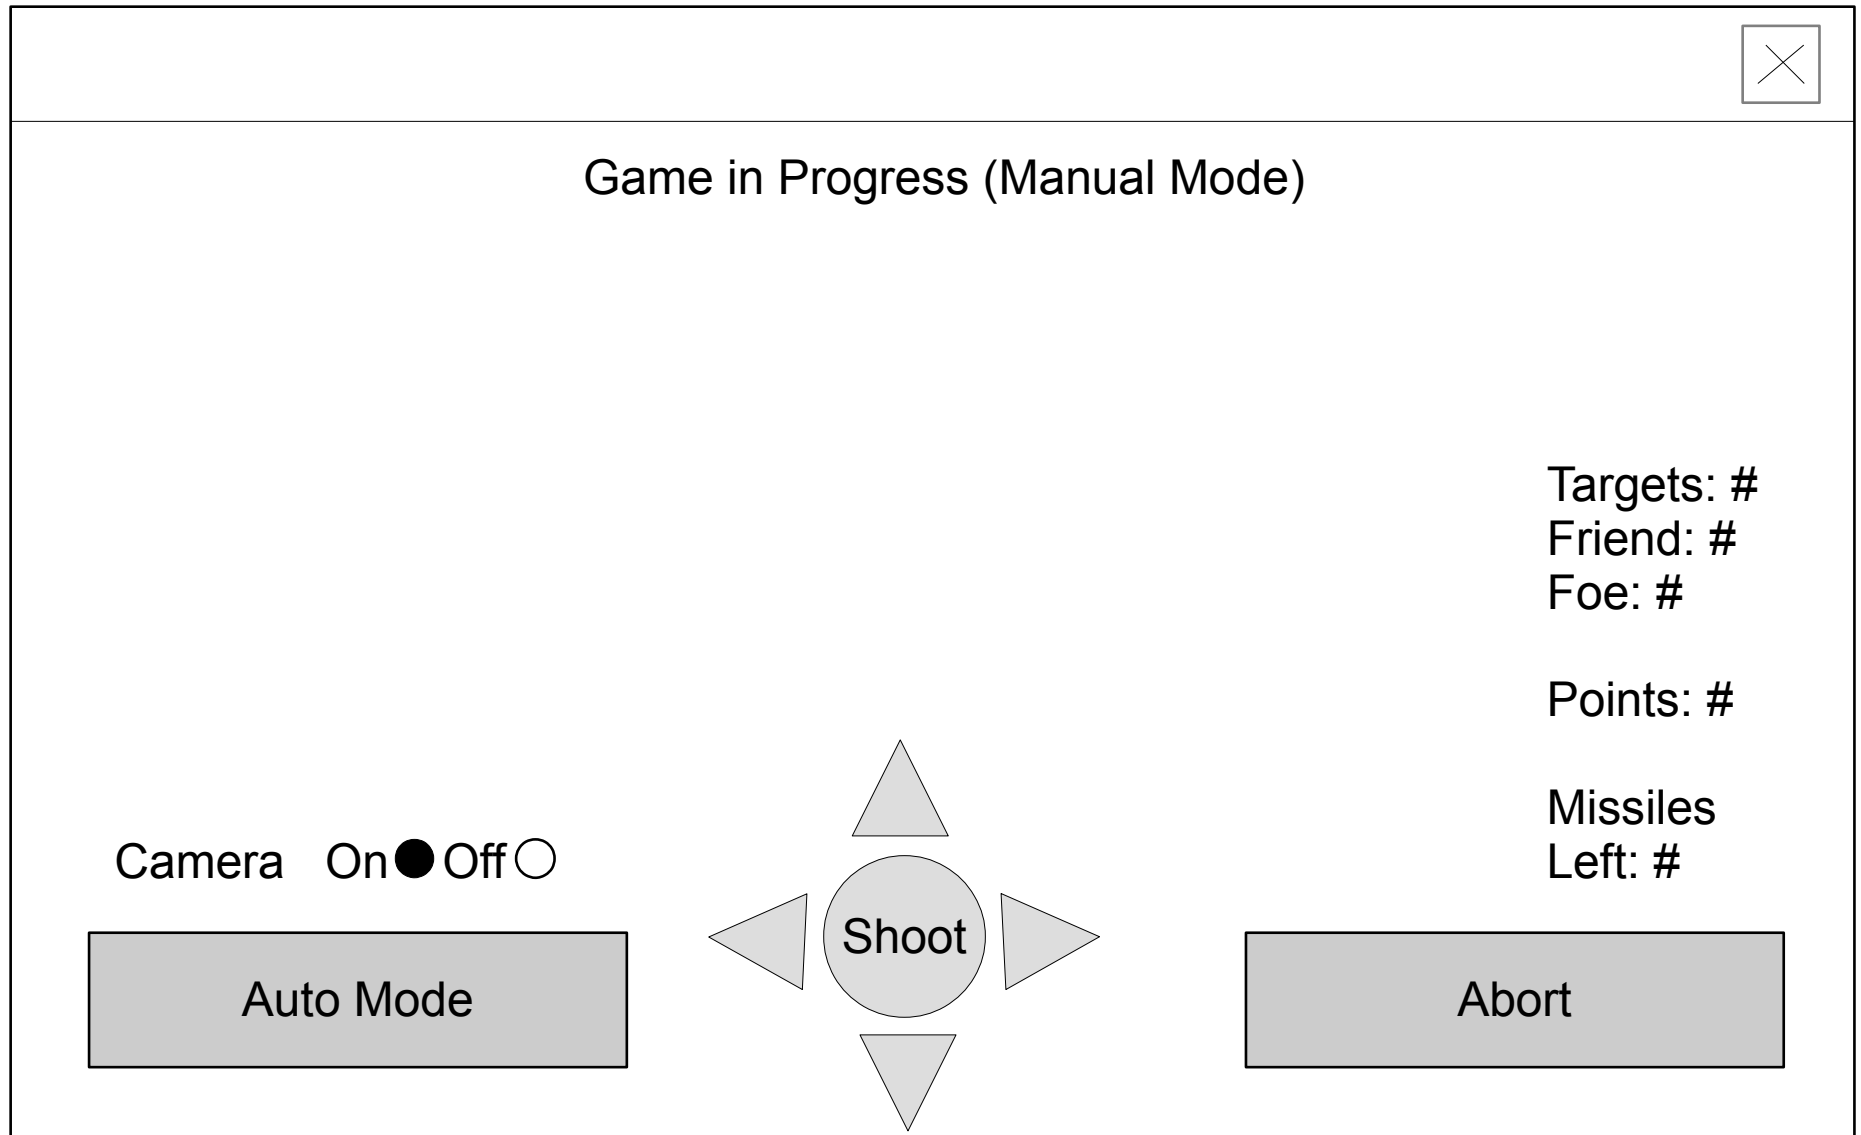 Game in Progress (Manual Mode)
Targets: #
Friend: #
Foe: #
Points: #
Missiles
Left: #
Camera On Off
Shoot
Auto Mode
Abort